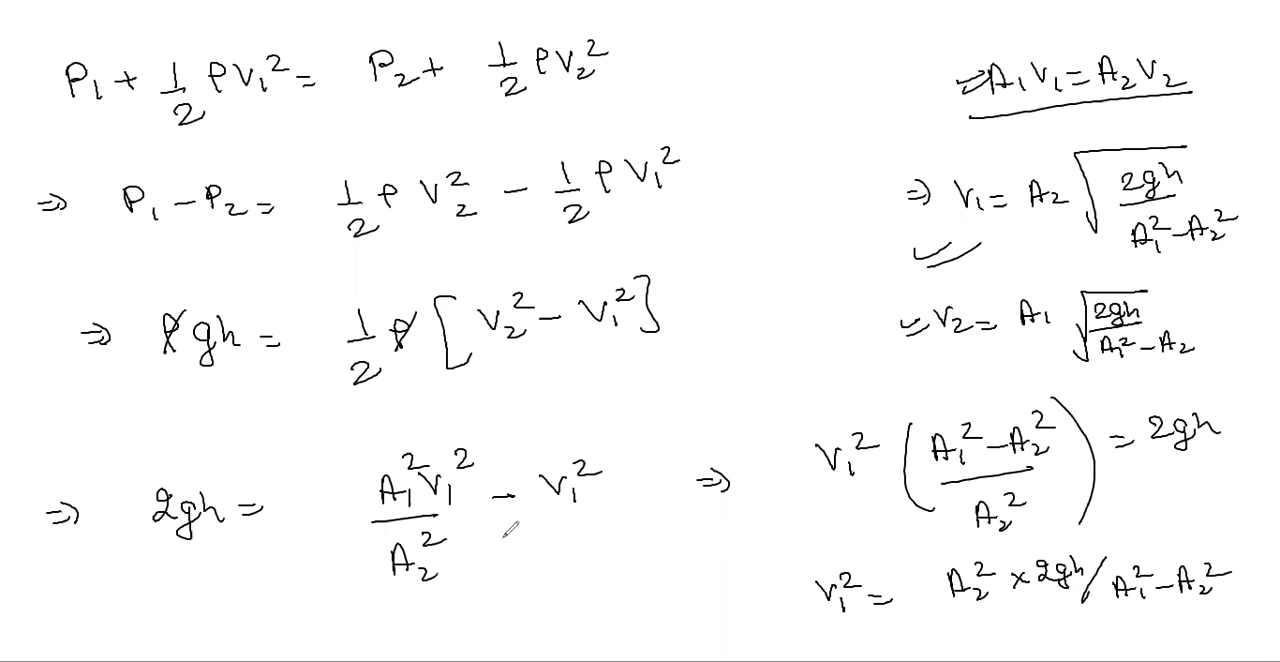 P₁ + 1/2 ρV₁² = P₂ + 1/2 ρV₂²
⇒ P₁ - P₂ = 1/2 ρ V₂² - 1/2 ρ V₁²
⇒ ρgh = 1/2 ρ [V₂² - V₁²]
⇒ 2gh = A₁²V₁²/A₂² - V₁²
⇒ A₁V₁ = A₂V₂
⇒ V₁ = A₂ √(2gh/A₁²-A₂²)
V₂ = A₁ √(2gh/A₁²-A₂)
⇒ V₁² (A₁²-A₂²/A₂²) = 2gh
V₁² = A₂² × 2gh/A₁²-A₂²